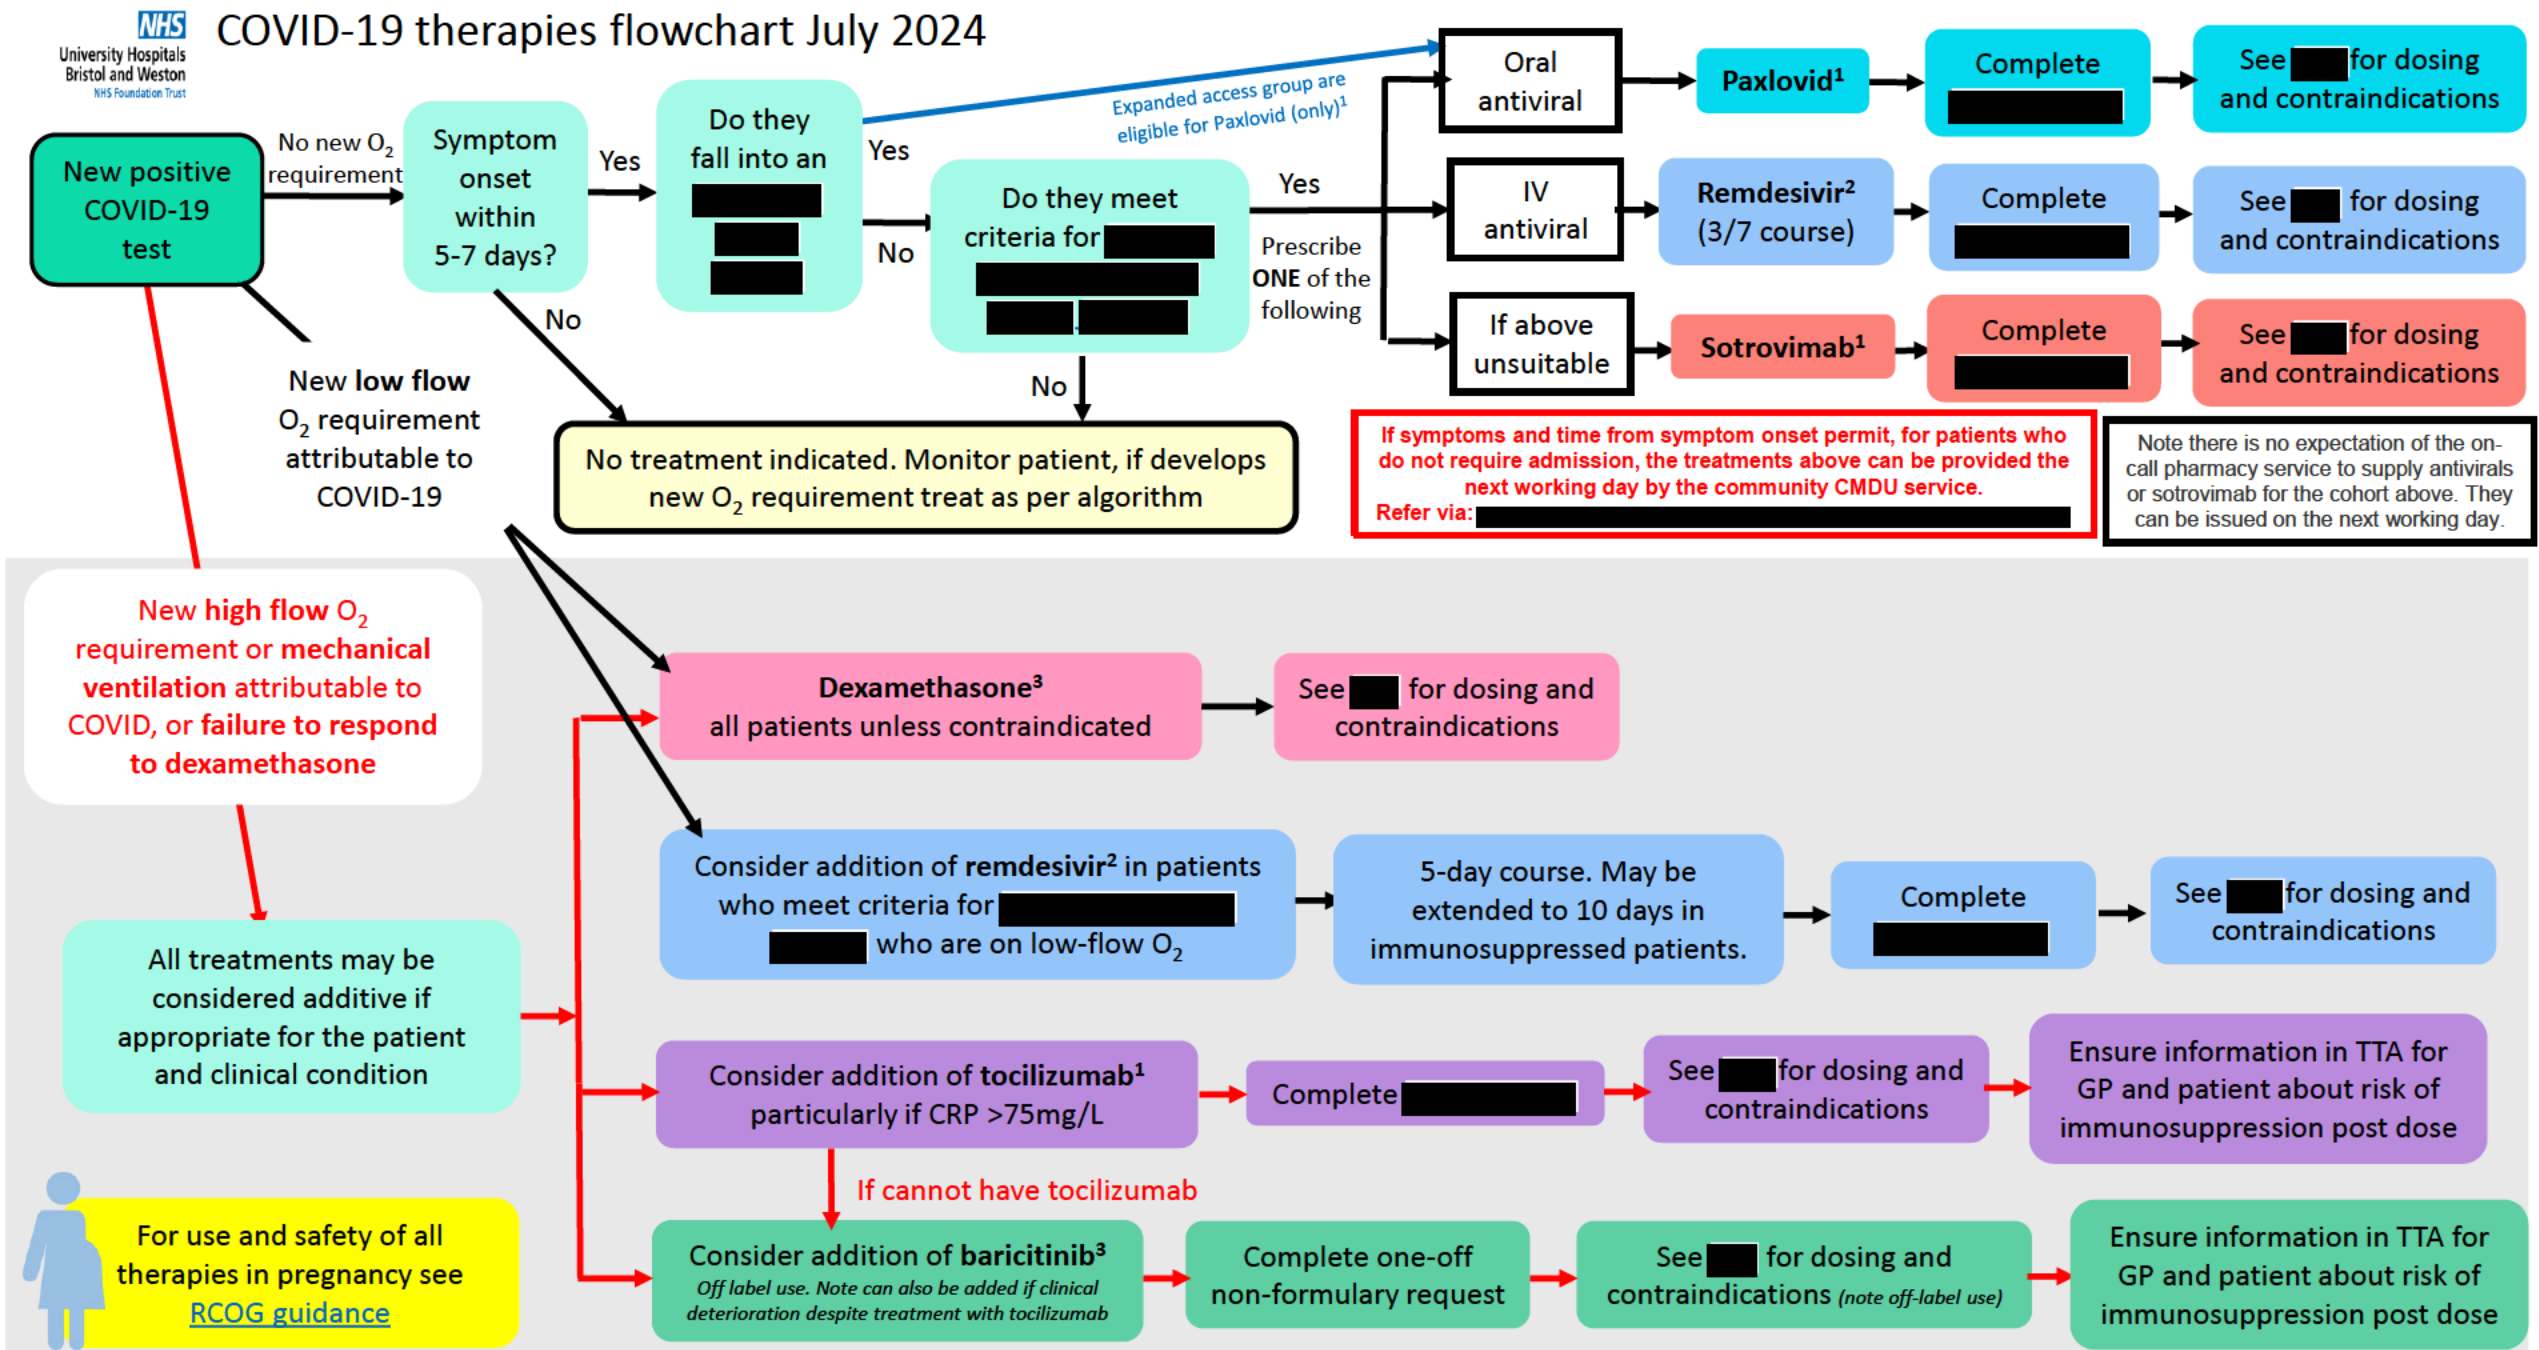 NHS
University Hospitals
Bristol and Weston
NHS Foundation Trust
COVID-19 therapies flowchart July 2024
New positive
COVID-19
test
No new O₂
requirement
Symptom
onset
within
5-7 days?
Yes
No
Do they
fall into an
Yes
No
Expanded access group are
eligible for Paxlovid (only)¹
Do they meet
criteria for
Yes
Prescribe
ONE of the
following
No
Oral
antiviral
Paxlovid¹
Complete
See for dosing
and contraindications
IV
antiviral
Remdesivir²
(3/7 course)
Complete
See for dosing
and contraindications
If above
unsuitable
Sotrovimab¹
Complete
See for dosing
and contraindications
New low flow
O₂ requirement
attributable to
COVID-19
No treatment indicated. Monitor patient, if develops
new O₂ requirement treat as per algorithm
If symptoms and time from symptom onset permit, for patients who
do not require admission, the treatments above can be provided the
next working day by the community CMDU service.
Refer via:
Note there is no expectation of the on-
call pharmacy service to supply antivirals
or sotrovimab for the cohort above. They
can be issued on the next working day.
New high flow O₂
requirement or mechanical
ventilation attributable to
COVID, or failure to respond
to dexamethasone
All treatments may be
considered additive if
appropriate for the patient
and clinical condition
Dexamethasone³
all patients unless contraindicated
See for dosing and
contraindications
Consider addition of remdesivir² in patients
who meet criteria for
who are on low-flow O₂
5-day course. May be
extended to 10 days in
immunosuppressed patients.
Complete
See for dosing and
contraindications
Consider addition of tocilizumab¹
particularly if CRP >75mg/L
Complete
See for dosing and
contraindications
Ensure information in TTA for
GP and patient about risk of
immunosuppression post dose
If cannot have tocilizumab
Consider addition of baricitinib³
Off label use. Note can also be added if clinical
deterioration despite treatment with tocilizumab
Complete one-off
non-formulary request
See for dosing and
contraindications (note off-label use)
Ensure information in TTA for
GP and patient about risk of
immunosuppression post dose
For use and safety of all
therapies in pregnancy see
RCOG guidance